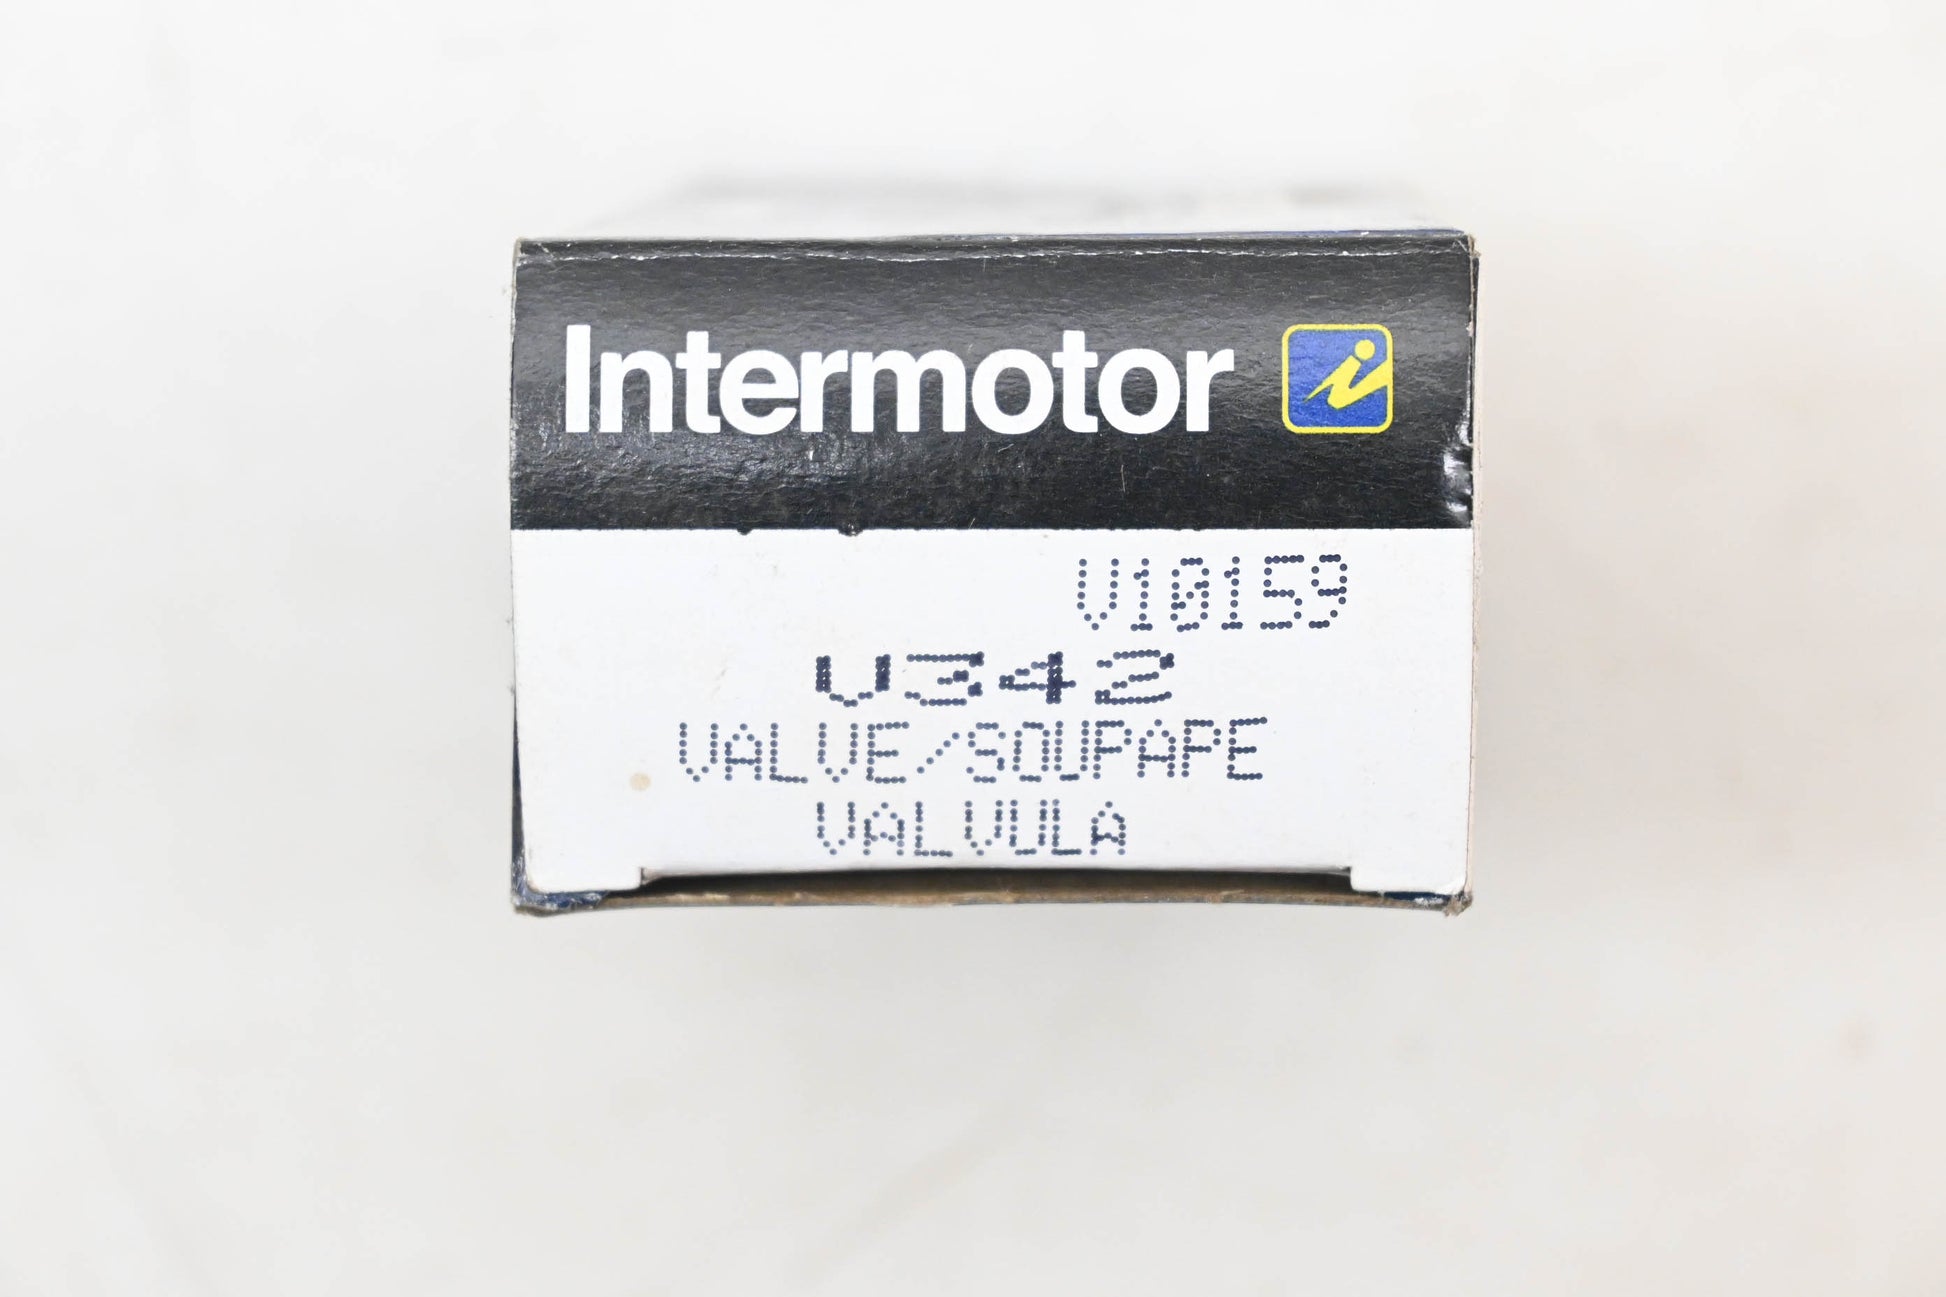 Intermotor
V10159
V342
VALVE/SOUPAPE
VALVULA